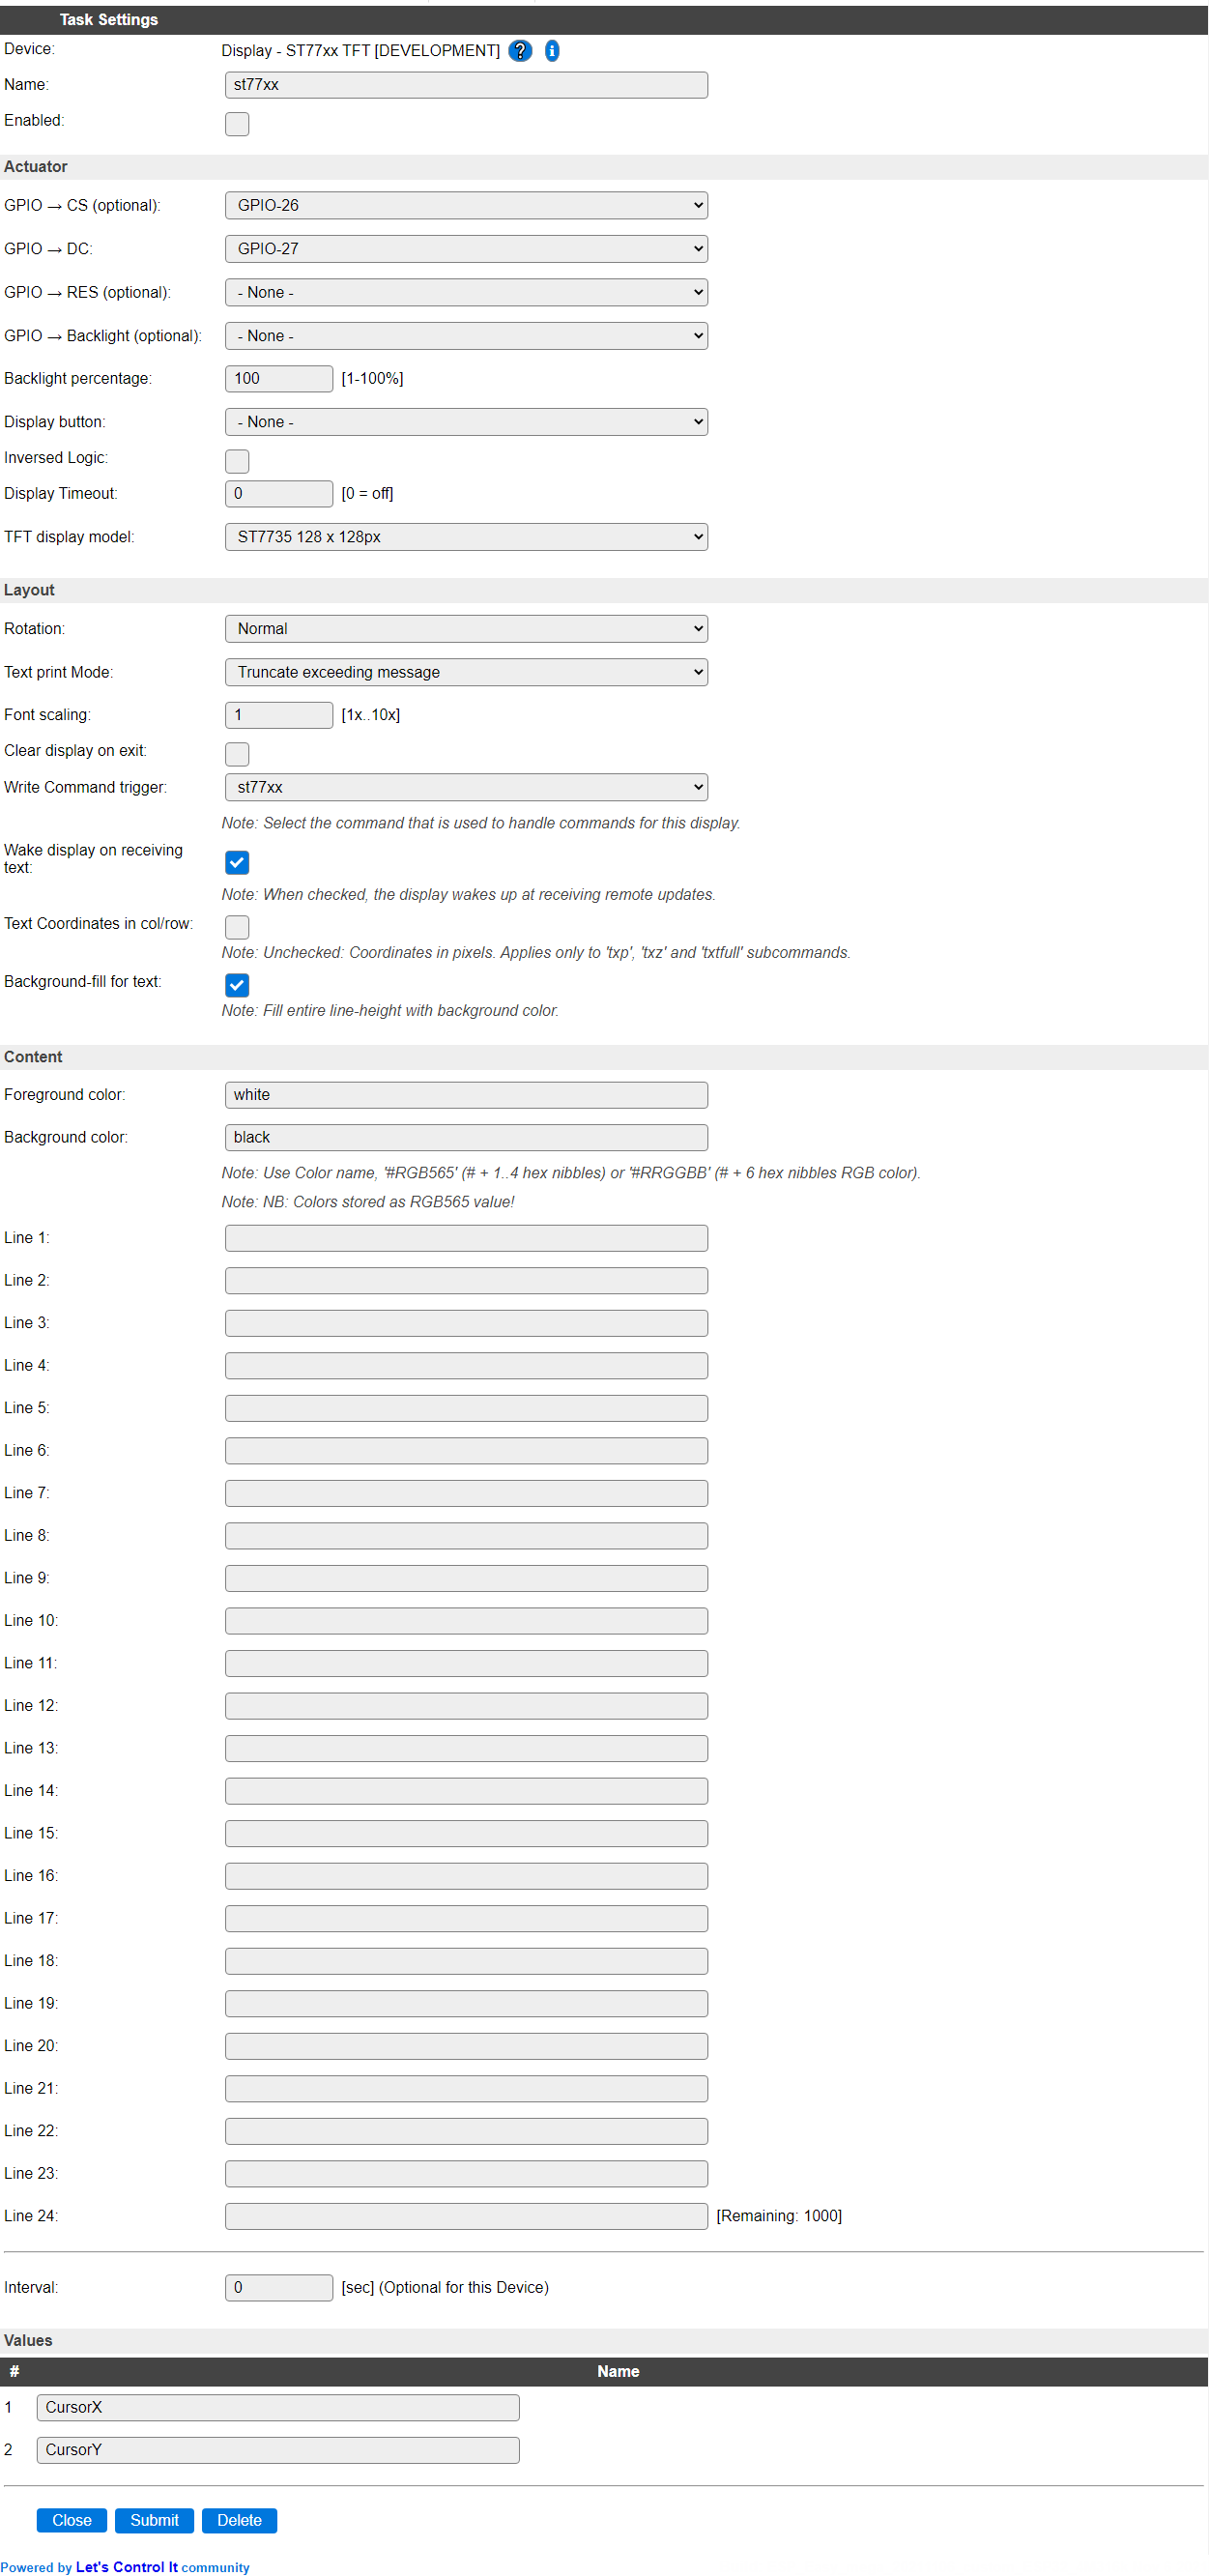 Task Settings
Device: Display - ST77xx TFT [DEVELOPMENT] ? i
Name: st77xx
Enabled:
Actuator
GPIO → CS (optional): GPIO-26
GPIO → DC: GPIO-27
GPIO → RES (optional): - None -
GPIO → Backlight (optional): - None -
Backlight percentage: 100 [1-100%]
Display button: - None -
Inversed Logic:
Display Timeout: 0 [0 = off]
TFT display model: ST7735 128 x 128px
Layout
Rotation: Normal
Text print Mode: Truncate exceeding message
Font scaling: 1 [1x..10x]
Clear display on exit:
Write Command trigger: st77xx
Note: Select the command that is used to handle commands for this display.
Wake display on receiving
text:
Note: When checked, the display wakes up at receiving remote updates.
Text Coordinates in col/row:
Note: Unchecked: Coordinates in pixels. Applies only to 'txp', 'txz' and 'txtfull' subcommands.
Background-fill for text:
Note: Fill entire line-height with background color.
Content
Foreground color: white
Background color: black
Note: Use Color name, '#RGB565' (# + 1..4 hex nibbles) or '#RRGGBB' (# + 6 hex nibbles RGB color).
Note: NB: Colors stored as RGB565 value!
Line 1:
Line 2:
Line 3:
Line 4:
Line 5:
Line 6:
Line 7:
Line 8:
Line 9:
Line 10:
Line 11:
Line 12:
Line 13:
Line 14:
Line 15:
Line 16:
Line 17:
Line 18:
Line 19:
Line 20:
Line 21:
Line 22:
Line 23:
Line 24: [Remaining: 1000]
Interval: 0 [sec] (Optional for this Device)
Values
# Name
1 CursorX
2 CursorY
Close Submit Delete
Powered by Let's Control It community